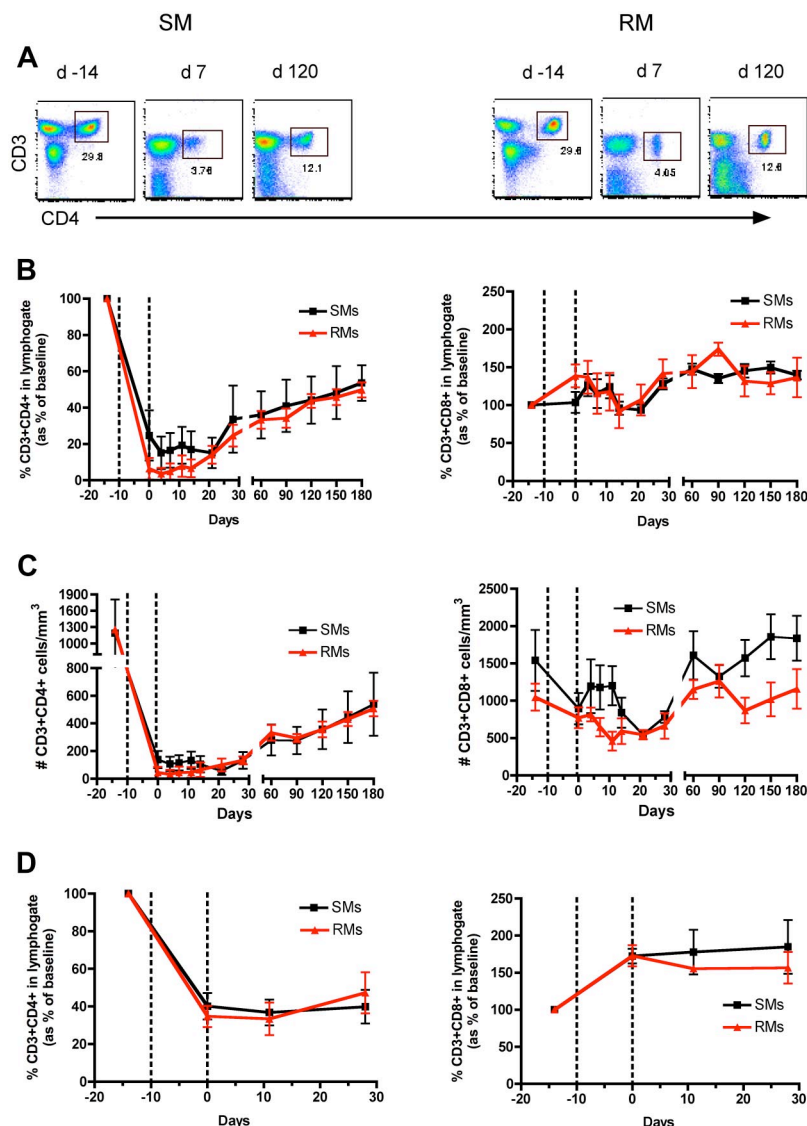 SM RM
A
d -14 d 7 d 120 d -14 d 7 d 120
CD3
29.8 3.76 12.1 29.6 4.05 12.6
CD4
B
% CD3+CD4+ in lymphogate
(as % of baseline)
100
80
60
40
20
0
SMs
RMs
-20 -10 0 10 20 30 60 90 120 150 180
Days
% CD3+CD8+ in lymphogate
(as % of baseline)
250
200
150
100
50
0
SMs
RMs
-20 -10 0 10 20 30 60 90 120 150 180
Days
C
# CD3+CD4+ cells/mm³
1900
1600
1300
1000
800
600
400
200
0
SMs
RMs
-20 -10 0 10 20 30 60 90 120 150 180
Days
# CD3+CD8+ cells/mm³
2500
2000
1500
1000
500
0
SMs
RMs
-20 -10 0 10 20 30 60 90 120 150 180
Days
D
% CD3+CD4+ in lymphogate
(as % of baseline)
100
80
60
40
20
0
SMs
RMs
-20 -10 0 10 20 30
Days
% CD3+CD8+ in lymphogate
(as % of baseline)
250
200
150
100
50
0
SMs
RMs
-20 -10 0 10 20 30
Days